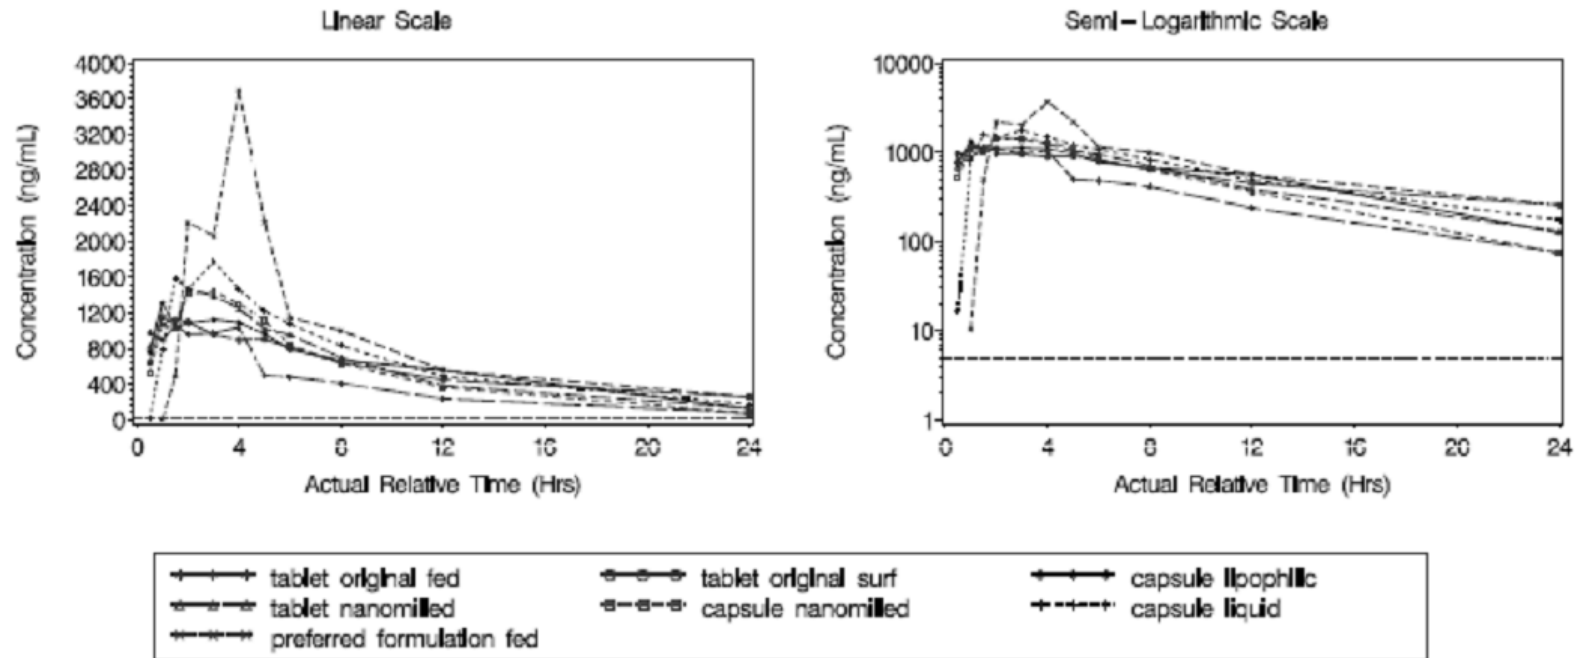 Linear Scale
Semi-Logarithmic Scale
4000
3600
3200
2800
2400
2000
1600
1200
800
400
0
Concentration (ng/mL)
0 4 8 12 16 20 24
Actual Relative Time (Hrs)
10000
1000
100
10
1
Concentration (ng/mL)
0 4 8 12 16 20 24
Actual Relative Time (Hrs)
tablet original fed
tablet original surf
capsule lipophilic
tablet nanomilled
capsule nanomilled
capsule liquid
preferred formulation fed